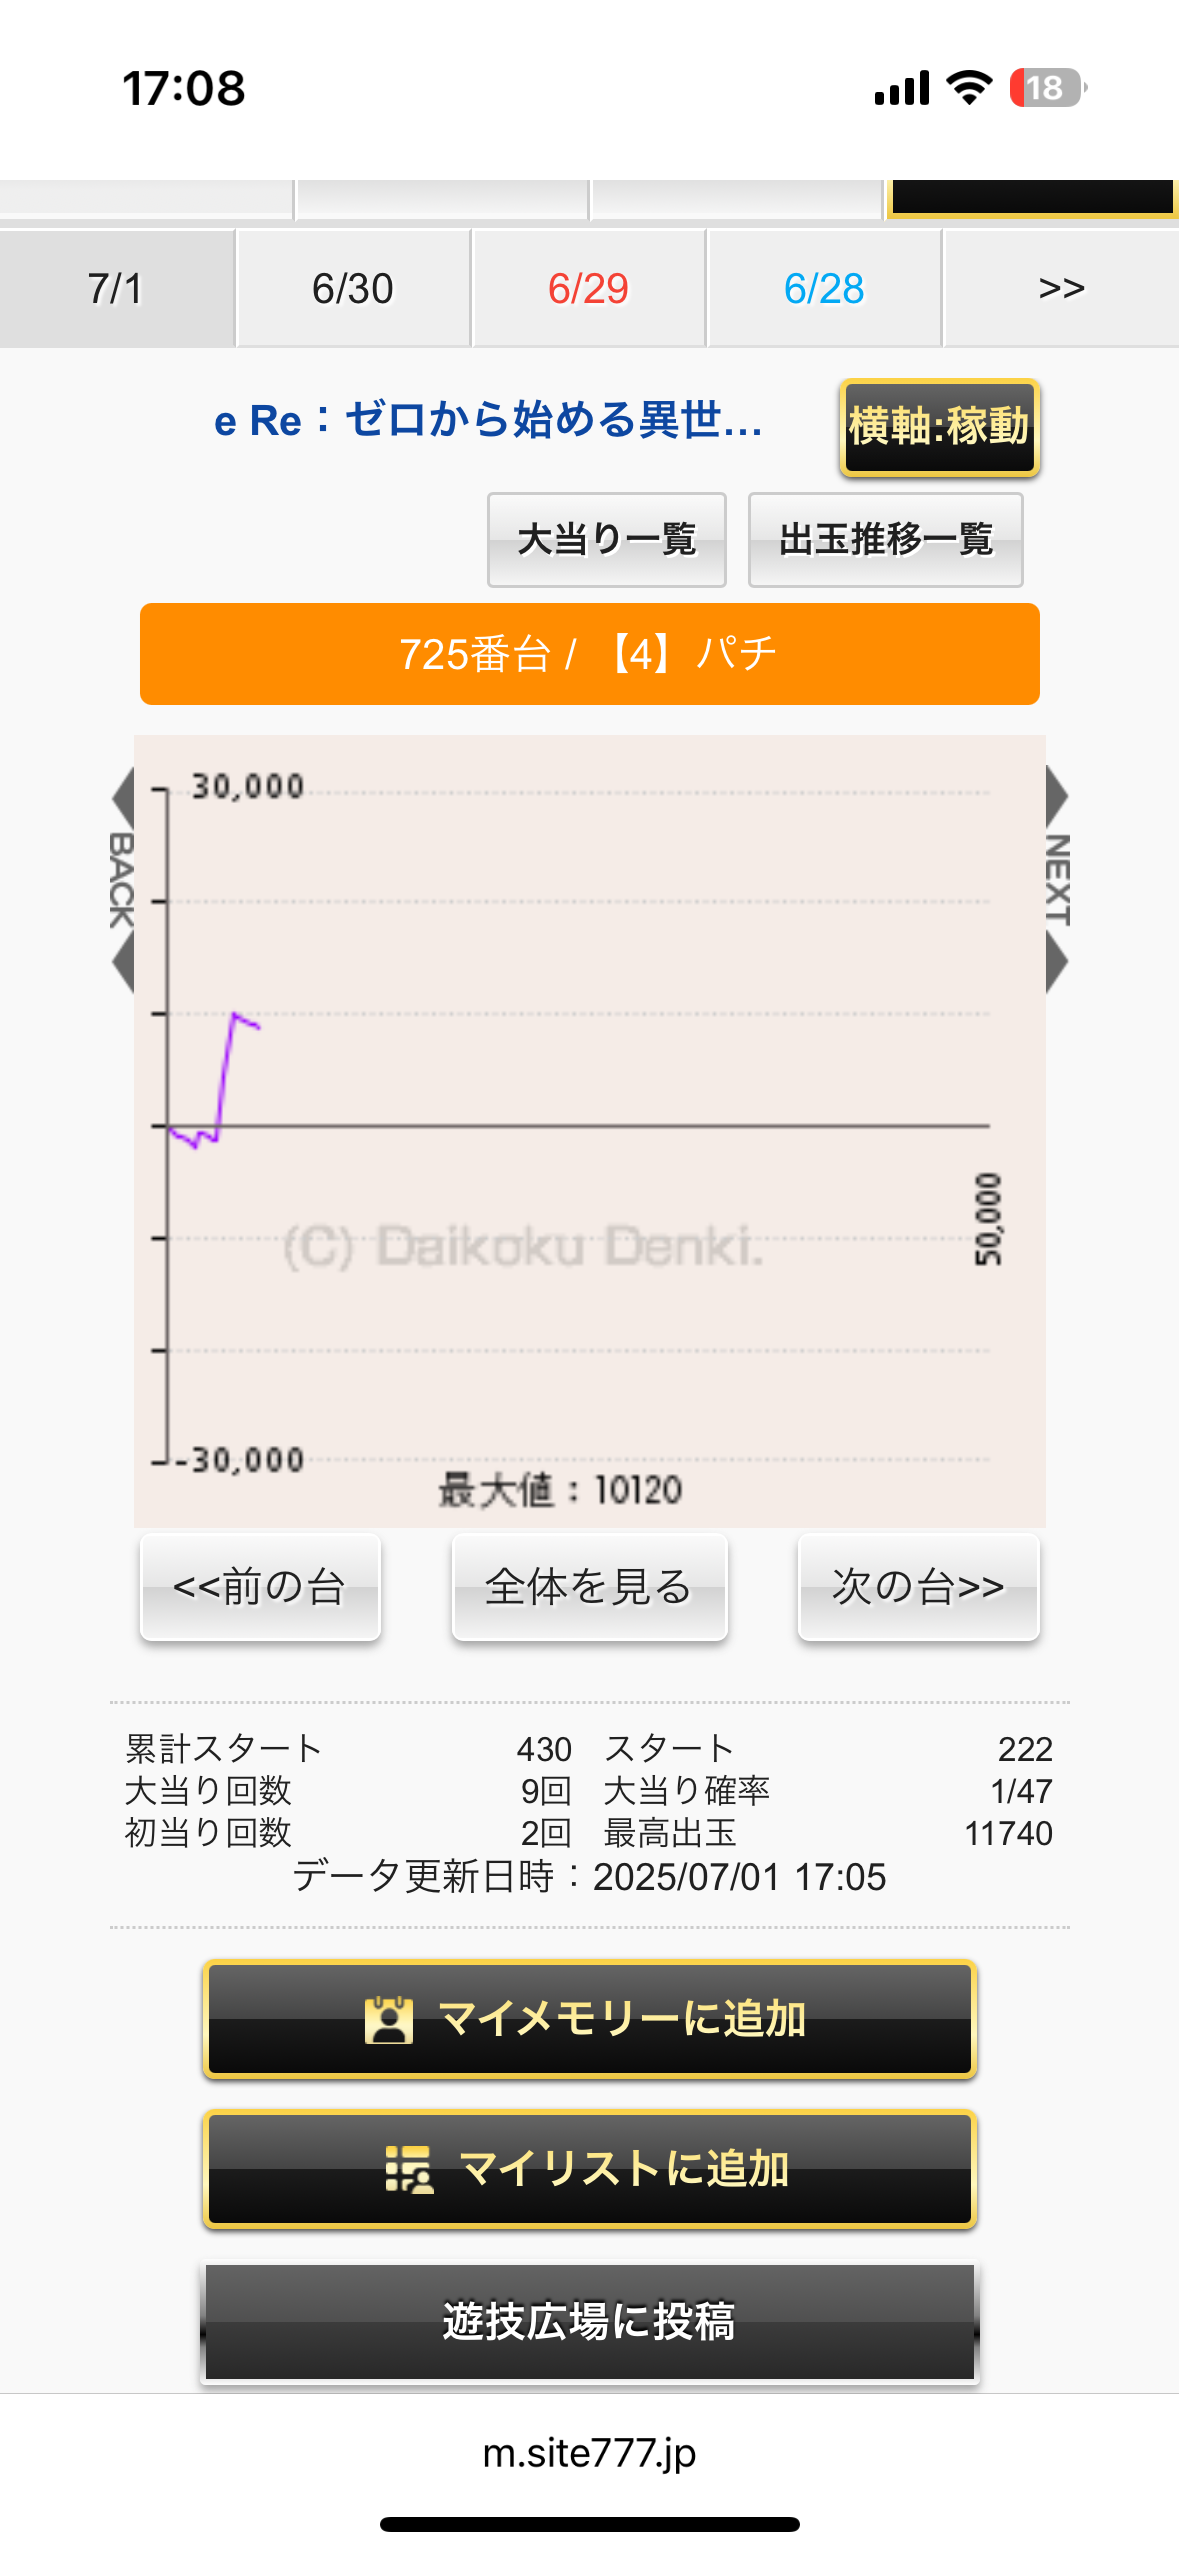 17:08
18
7/1 6/30 6/29 6/28 >>
e Re：ゼロから始める異世...
横軸:稼動
大当り一覧 出玉推移一覧
725番台 / 【4】パチ
30,000
BACK
NEXT
50,000
(C) Daikoku Denki.
-30,000
最大値：10120
<<前の台 全体を見る 次の台>>
累計スタート 430 スタート 222
大当り回数 9回 大当り確率 1/47
初当り回数 2回 最高出玉 11740
データ更新日時：2025/07/01 17:05
マイメモリーに追加
マイリストに追加
遊技広場に投稿
m.site777.jp